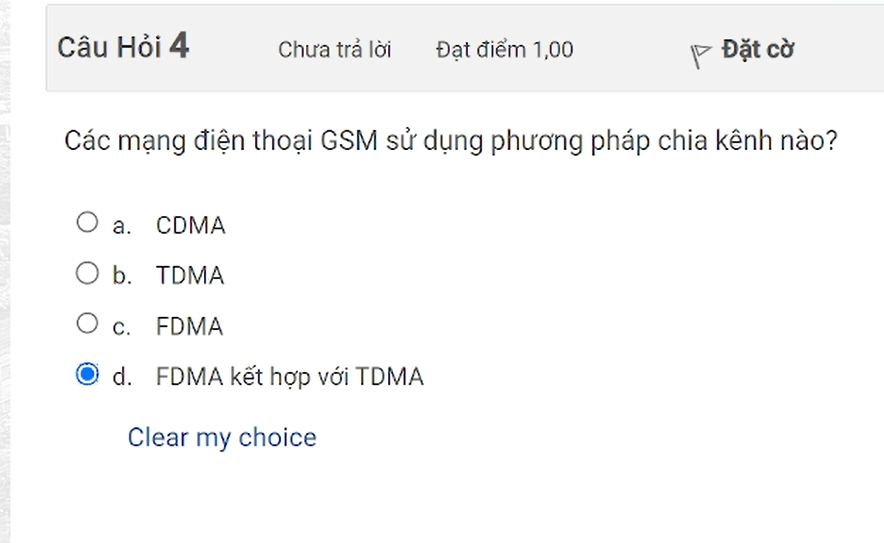 Câu Hỏi 4 Chưa trả lời Đạt điểm 1,00 Đặt cờ
Các mạng điện thoại GSM sử dụng phương pháp chia kênh nào?
a. CDMA
b. TDMA
c. FDMA
d. FDMA kết hợp với TDMA
Clear my choice